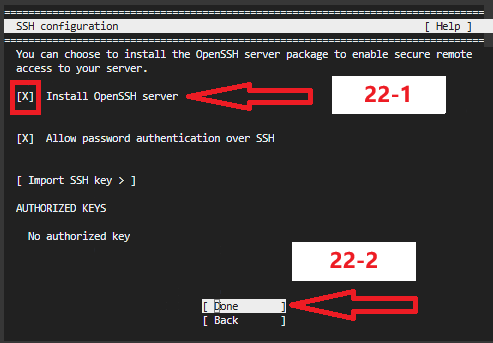 SSH configuration [ Help ]
You can choose to install the OpenSSH server package to enable secure remote
access to your server.
[X] Install OpenSSH server
22-1
[X] Allow password authentication over SSH
[ Import SSH key > ]
AUTHORIZED KEYS
No authorized key
22-2
[ Done ]
[ Back ]